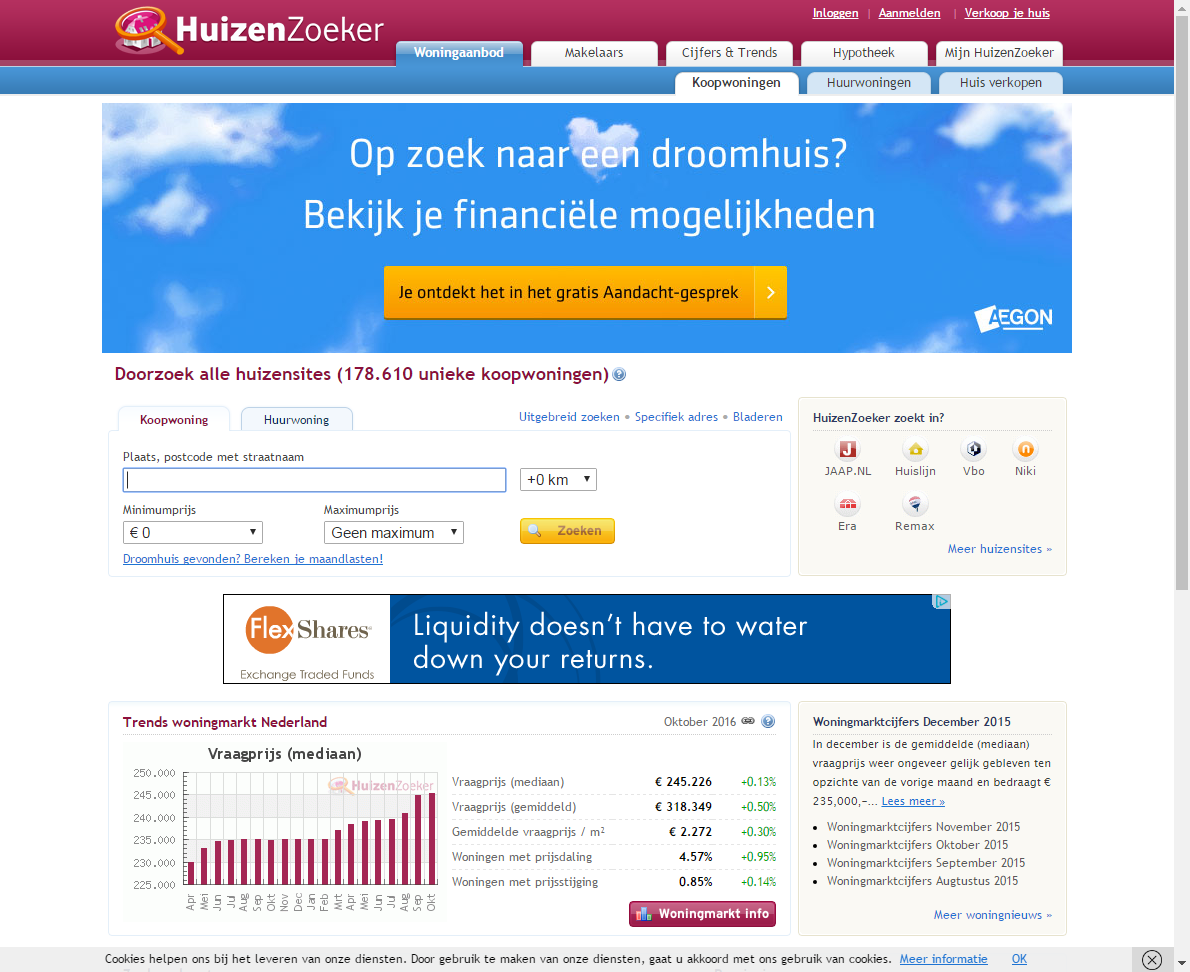 HuizenZoeker
Inloggen | Aanmelden | Verkoop je huis
Woningaanbod Makelaars Cijfers & Trends Hypotheek Mijn HuizenZoeker
Koopwoningen Huurwoningen Huis verkopen
Op zoek naar een droomhuis?
Bekijk je financiële mogelijkheden
Je ontdekt het in het gratis Aandacht-gesprek
AEGON
Doorzoek alle huizensites (178.610 unieke koopwoningen)
Koopwoning Huurwoning
Uitgebreid zoeken • Specifiek adres • Bladeren
Plaats, postcode met straatnaam
+0 km
Minimumprijs Maximumprijs
€ 0 Geen maximum Zoeken
Droomhuis gevonden? Bereken je maandlasten!
HuizenZoeker zoekt in?
JAAP.NL Huislijn Vbo Niki
Era Remax
Meer huizensites »
FlexShares
Exchange Traded Funds
Liquidity doesn't have to water
down your returns.
Trends woningmarkt Nederland
Oktober 2016
Vraagprijs (mediaan)
HuizenZoeker
250.000
245.000
240.000
235.000
230.000
225.000
Apr Mei Jun Jul Aug Sep Okt Nov Dec Jan Feb Mrt Apr Mei Jun Jul Aug Sep Okt
Vraagprijs (mediaan) € 245.226 +0.13%
Vraagprijs (gemiddeld) € 318.349 +0.50%
Gemiddelde vraagprijs / m² € 2.272 +0.30%
Woningen met prijsdaling 4.57% +0.95%
Woningen met prijsstijging 0.85% +0.14%
Woningmarkt info
Woningmarktcijfers December 2015
In december is de gemiddelde (mediaan)
vraagprijs weer ongeveer gelijk gebleven ten
opzichte van de vorige maand en bedraagt €
235,000,-... Lees meer »
• Woningmarktcijfers November 2015
• Woningmarktcijfers Oktober 2015
• Woningmarktcijfers September 2015
• Woningmarktcijfers Augtustus 2015
Meer woningnieuws »
Cookies helpen ons bij het leveren van onze diensten. Door gebruik te maken van onze diensten, gaat u akkoord met ons gebruik van cookies. Meer informatie OK